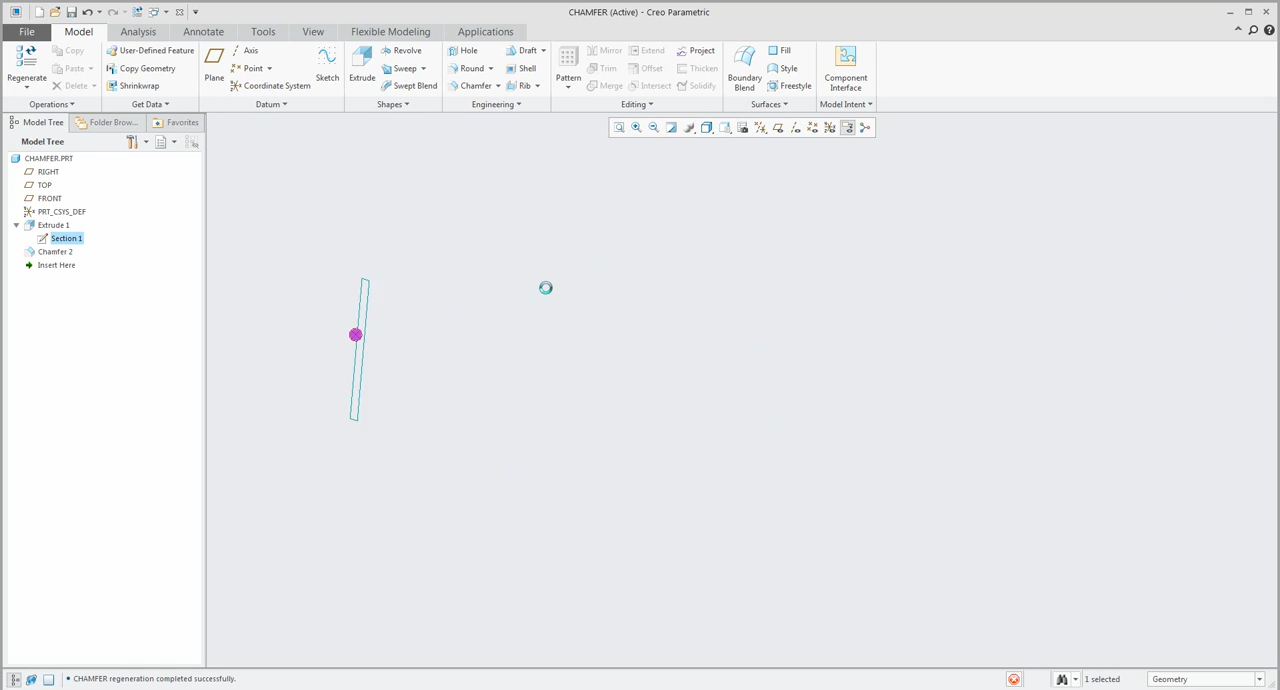 CHAMFER (Active) - Creo Parametric
File Model Analysis Annotate Tools View Flexible Modeling Applications
Copy User-Defined Feature Axis Revolve Hole Draft Mirror Extend Project Fill
Paste Copy Geometry Point Sweep Round Shell Trim Offset Thicken Style
Regenerate Plane Sketch Extrude Pattern Boundary Blend Component Interface
Delete Shrinkwrap Coordinate System Swept Blend Chamfer Rib Merge Intersect Solidify Freestyle
Operations Get Data Datum Shapes Engineering Editing Surfaces Model Intent
Model Tree Folder Brow... Favorites
Model Tree
CHAMFER.PRT
RIGHT
TOP
FRONT
PRT_CSYS_DEF
Extrude 1
Section 1
Chamfer 2
Insert Here
• CHAMFER regeneration completed successfully. 1 selected Geometry